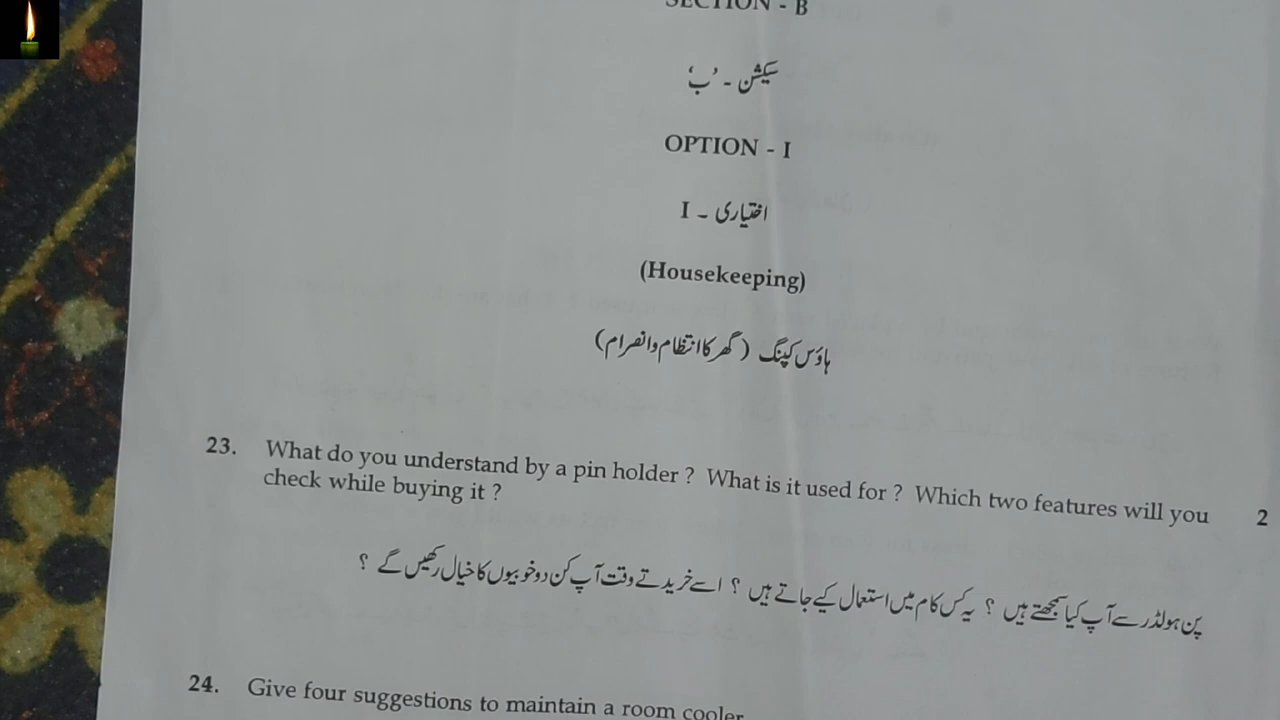 SECTION - B
سیکشن - 'ب'
OPTION - I
اختیاری - I
(Housekeeping)
ہاؤس کیپنگ (گھر کا انتظام و انصرام)
23. What do you understand by a pin holder ? What is it used for ? Which two features will you 2
check while buying it ?
پن ہولڈر سے آپ کیا سمجھتے ہیں ؟ یہ کس کام میں استعمال کیے جاتے ہیں ؟ اسے خریدتے وقت آپ کن دو خوبیوں کا خیال رکھیں گے ؟
24. Give four suggestions to maintain a room cooler.